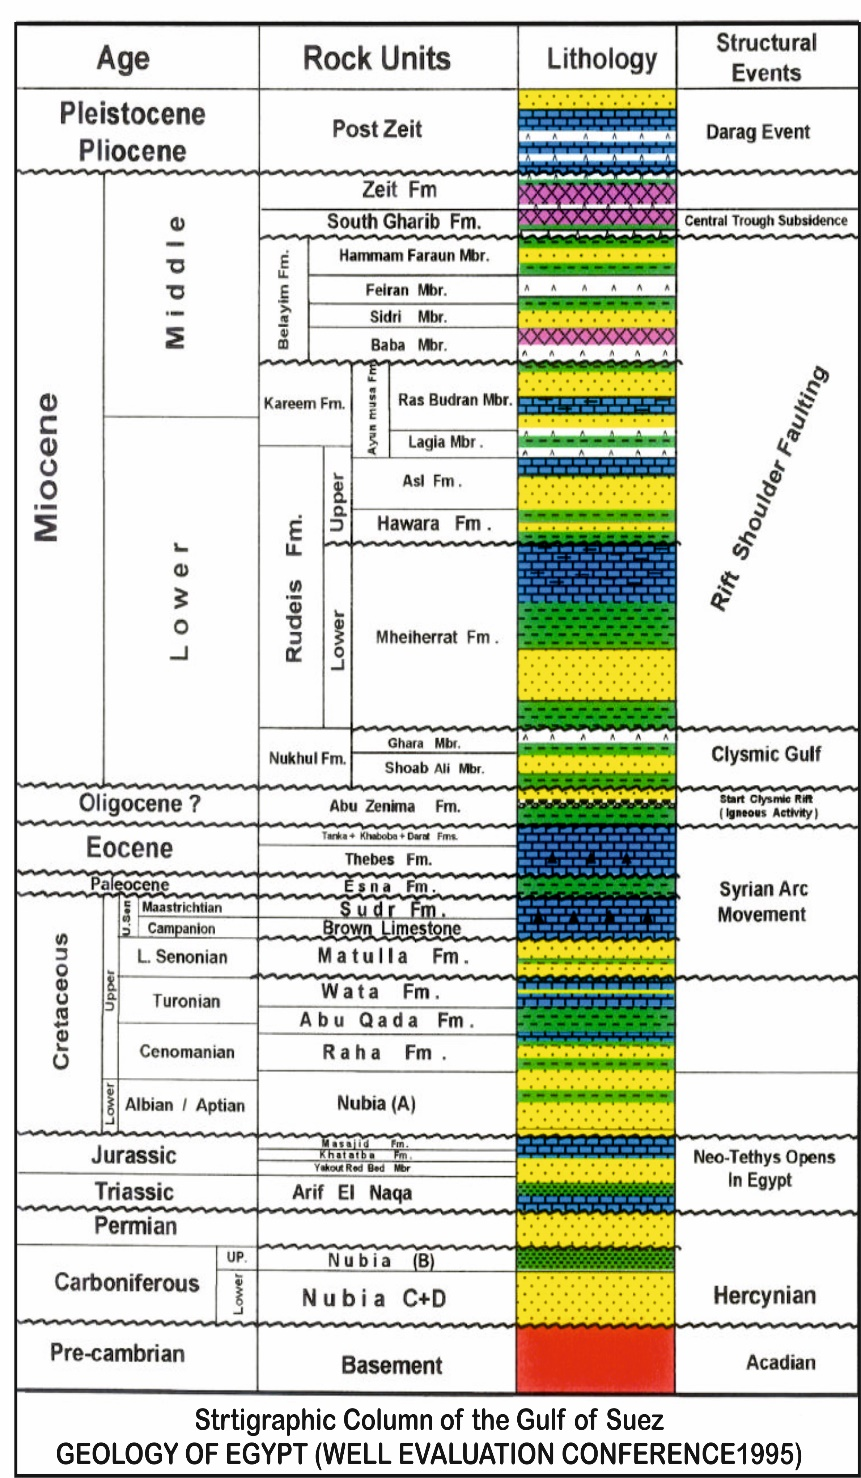 Age
Rock Units
Lithology
Structural
Events
Pleistocene
Pliocene
Post Zeit
Darag Event
Miocene
Middle
Zeit Fm
South Gharib Fm.
Central Trough Subsidence
Belayim Fm.
Hammam Faraun Mbr.
Feiran Mbr.
Sidri Mbr.
Baba Mbr.
Rift Shoulder Faulting
Kareem Fm.
Ayun musa Fm
Ras Budran Mbr.
Lagia Mbr.
Lower
Rudeis Fm.
Upper
Asl Fm.
Hawara Fm.
Lower
Mheiherrat Fm.
Nukhul Fm.
Ghara Mbr.
Shoab Ali Mbr.
Clysmic Gulf
Oligocene ?
Abu Zenima Fm.
Start Clysmic Rift
(Igneous Activity)
Eocene
Tanka + Khaboba + Darat Fms.
Thebes Fm.
Paleocene
Esna Fm.
Syrian Arc
Movement
Cretaceous
Upper
U.Sen
Maastrichtian
Sudr Fm.
Campanion
Brown Limestone
L. Senonian
Matulla Fm.
Turonian
Wata Fm.
Abu Qada Fm.
Cenomanian
Raha Fm.
Lower
Albian / Aptian
Nubia (A)
Jurassic
Masajid Fm.
Khatatba Fm.
Yakout Red Bed Mbr
Neo-Tethys Opens
In Egypt
Triassic
Arif El Naqa
Permian
Carboniferous
UP.
Nubia (B)
Lower
Nubia C+D
Hercynian
Pre-cambrian
Basement
Acadian
Strtigraphic Column of the Gulf of Suez
GEOLOGY OF EGYPT (WELL EVALUATION CONFERENCE1995)